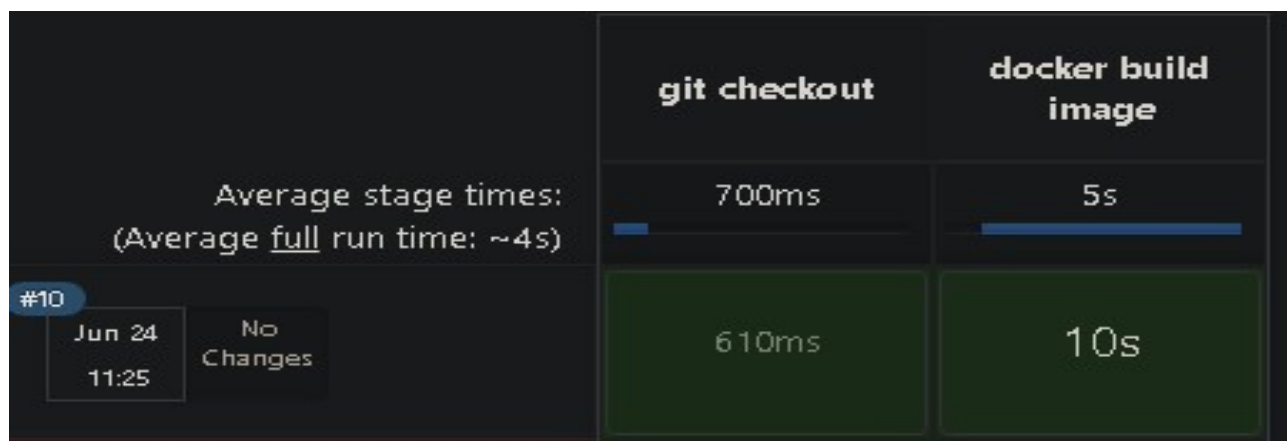 git checkout
docker build
image
Average stage times:
(Average full run time: ~4s)
700ms
5s
#10
Jun 24
11:25
No
Changes
610ms
10s